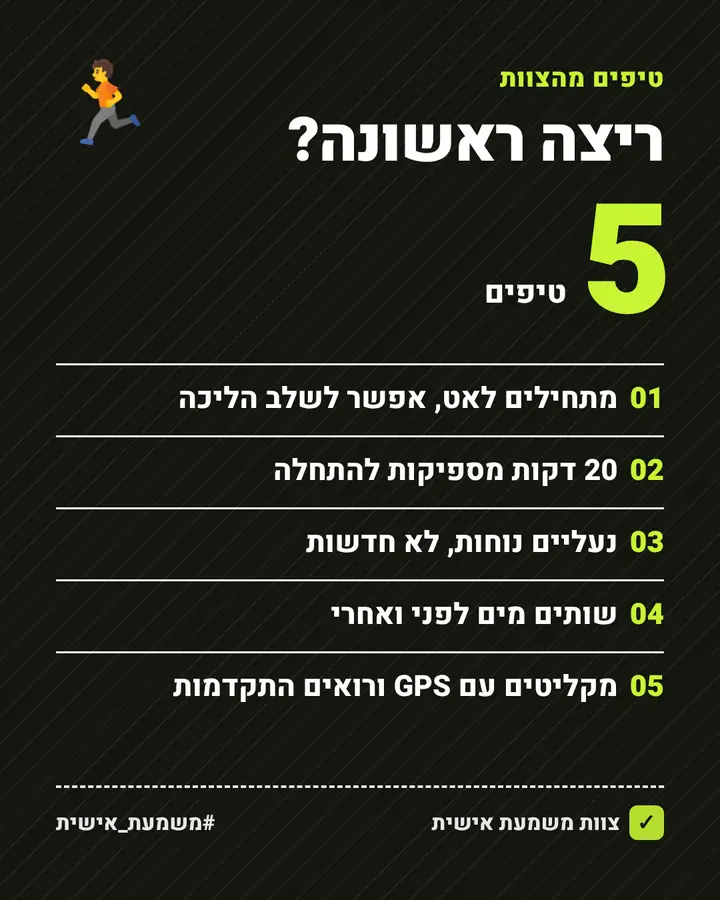 טיפים מהצוות
ריצה ראשונה?
5 טיפים
01 מתחילים לאט, אפשר לשלב הליכה
02 20 דקות מספיקות להתחלה
03 נעליים נוחות, לא חדשות
04 שותים מים לפני ואחרי
05 מקליטים עם GPS ורואים התקדמות
✓ צוות משמעת אישית
#משמעת_אישית